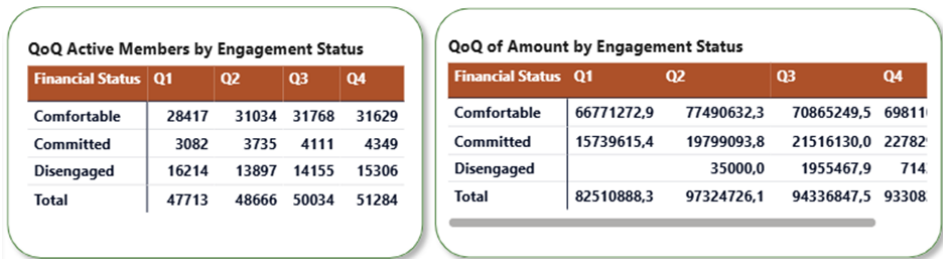 QoQ Active Members by Engagement Status
Financial Status Q1 Q2 Q3 Q4
Comfortable 28417 31034 31768 31629
Committed 3082 3735 4111 4349
Disengaged 16214 13897 14155 15306
Total 47713 48666 50034 51284
QoQ of Amount by Engagement Status
Financial Status Q1 Q2 Q3 Q4
Comfortable 66771272,9 77490632,3 70865249,5
Committed 15739615,4 19799093,8 21516130,0 22782
Disengaged 35000,0 1955467,9 714
Total 82510888,3 97324726,1 94336847,5 93308